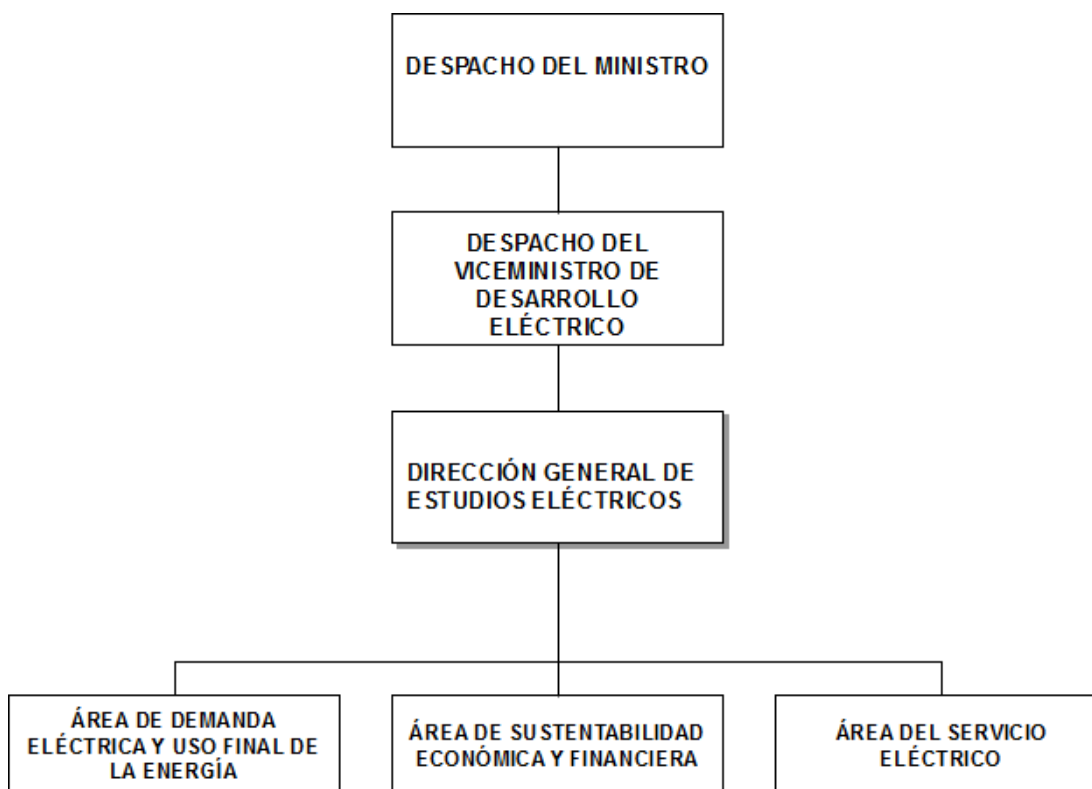 DESPACHO DEL MINISTRO
DESPACHO DEL
VICEMINISTRO DE
DESARROLLO
ELÉCTRICO
DIRECCIÓN GENERAL DE
ESTUDIOS ELÉCTRICOS
ÁREA DE DEMANDA
ELÉCTRICA Y USO FINAL DE
LA ENERGÍA
ÁREA DE SUSTENTABILIDAD
ECONÓMICA Y FINANCIERA
ÁREA DEL SERVICIO
ELÉCTRICO